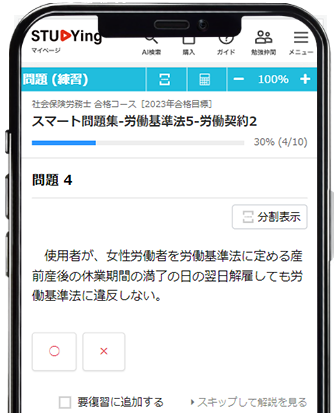 STUDYing
マイページ
AI検索
購入
ガイド
勉強仲間
メニュー
問題 (練習)
100%
社会保険労務士 合格コース［2023年合格目標］
スマート問題集-労働基準法5-労働契約2
30% (4/10)
問題 4
分割表示
使用者が、女性労働者を労働基準法に定める産
前産後の休業期間の満了の日の翌日解雇しても労
働基準法に違反しない。
要復習に追加する
スキップして解説を見る